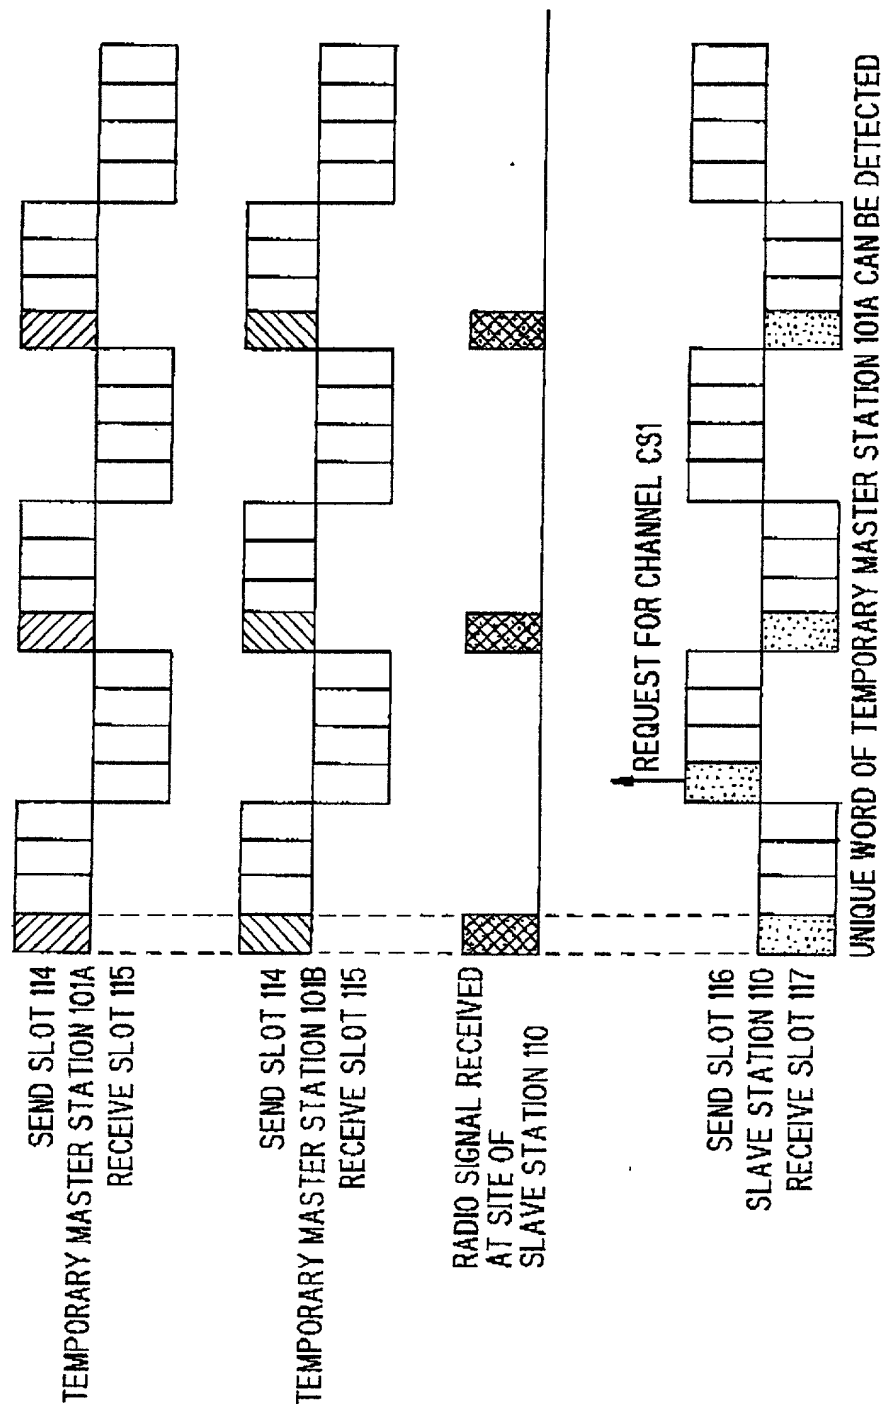 SEND SLOT 114
TEMPORARY MASTER STATION 101A
RECEIVE SLOT 115
SEND SLOT 114
TEMPORARY MASTER STATION 101B
RECEIVE SLOT 115
RADIO SIGNAL RECEIVED
AT SITE OF
SLAVE STATION 110
REQUEST FOR CHANNEL CS1
SEND SLOT 116
SLAVE STATION 110
RECEIVE SLOT 117
UNIQUE WORD OF TEMPORARY MASTER STATION 101A CAN BE DETECTED